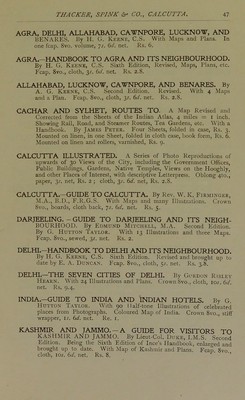 THACKER, SPINK & CO., CALCUTTA. 47
AGRA, DELHI, ALLAHABAD, CAWNPORE, LUCKNOW, AND
BENARES. By H. G. KEENE, C.S. With Maps and Plans. In
one fcap. 8vo. volume, 7s. 6d. net. Rs. 6.
AGRA.—HANDBOOK TO AGRA AND ITS NEIGHBOURHOOD.
By H. G. KEENE, C.S. Sixth Edition, Revised, Maps, Plans, etc.
Fcap. 8vo., cloth, 3s. 6d. net. Rs. 2.8.
ALLAHABAD, LUCKNOW, CAWNPORE, AND BENARES. By
A. G. KEENE, C.S. Second Edition. Revised. With 4 Maps
and a Plan. Fcap. 8vo., cloth, 3s. 6d. net. Rs. 2.8.
CACHAR AND SYLHET, ROUTES TO. A Map Revised and
Corrected from the Sheets of the Indian Atlas, 4 miles = 1 inch.
Showing Rail, Road, and Steamer Routes, Tea Gardens, etc. With a
Handbook. By JAMES PETER. Four Sheets, folded in case, Rs. 3.
Mounted on linen, in one Sheet, folded in cloth case, book form, Rs. 6.
Mounted on linen and rollers, varnished, Rs. 9.
CALCUTTA ILLUSTRATED. A Series of Photo Reproductions of
upwards of 30 Views of the City, including the Government Offices,
Public Buildings, Gardens, Native Temples, Views on the Hooghly,
and other Places of Interest, with descriptive Letterpress. Oblong 4to.,
paper, 3s. 6d. net. Rs. 2.8.
CALCUTTA.—GUIDE TO CALCUTTA. By Rev. W. K. FIRMINGER,
M.A., B.D., F.R.G.S. With Maps and many Illustrations. Crown
8vo., boards, cloth back, 7s. 6d. net. Rs. 5.
DARJEELING.—GUIDE TO DARJEELING AND ITS NEIGH-
BOURHOOD. By EDMUND MITCHELL, M.A. Second Edition.
By G. HUTTON TAYLOR. With 13 Illustrations and three Maps.
Fcap. 8vo., sewed, 3s. net. Rs. 2.
DELHI.—HANDBOOK TO DELHI AND ITS NEIGHBOURHOOD.
By H. G. KEENE, C.S. Sixth Edition. Revised and brought up to
date by E. A. DUNCAN. Fcap. 8vo., cloth, 5s. net. Rs. 3.8.
DELHI.—THE SEVEN CITIES OF DELHI. By GORDON RISLEY
HEARN. With 24 Illustrations and Plans. Crown 8vo., cloth, 10s. 6d.
net. Rs. 9.4.
INDIA.—GUIDE TO INDIA AND INDIAN HOTELS. By G.
HUTTON TAYLOR. With 90 Half-tone Illustrations of celebrated
places from Photographs. Coloured Map of India. Crown 8vo., stiff
wrapper, 1s. 6d. net. Re. 1.
KASHMIR AND JAMMO.—A GUIDE FOR VISITORS TO
KASHMIR AND JAMMO. By Lieut-Col. DUKE, I.M.S. Second
Edition. Being the Sixth Edition of Ince's Handbook, enlarged and
brought up to date. With Map of Kashmir and Plans. Fcap. 8vo.,
cloth, 10s. 6d. net. Rs. 8.